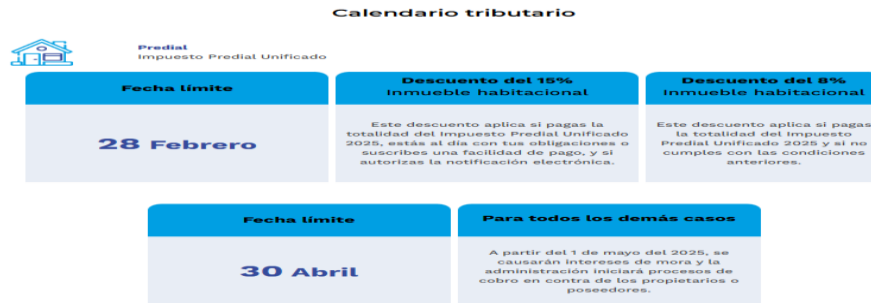 Calendario tributario
Predial
Impuesto Predial Unificado
Fecha límite
28 Febrero
Descuento del 15%
Inmueble habitacional
Este descuento aplica si pagas la
totalidad del Impuesto Predial Unificado
2025, estás al día con tus obligaciones o
suscribes una facilidad de pago, y si
autorizas la notificación electrónica.
Descuento del 8%
Inmueble habitacional
Este descuento aplica si pagas
la totalidad del Impuesto
Predial Unificado 2025 y si no
cumples con las condiciones
anteriores.
Fecha límite
30 Abril
Para todos los demás casos
A partir del 1 de mayo del 2025, se
causarán intereses de mora y la
administración iniciará procesos de
cobro en contra de los propietarios o
poseedores.